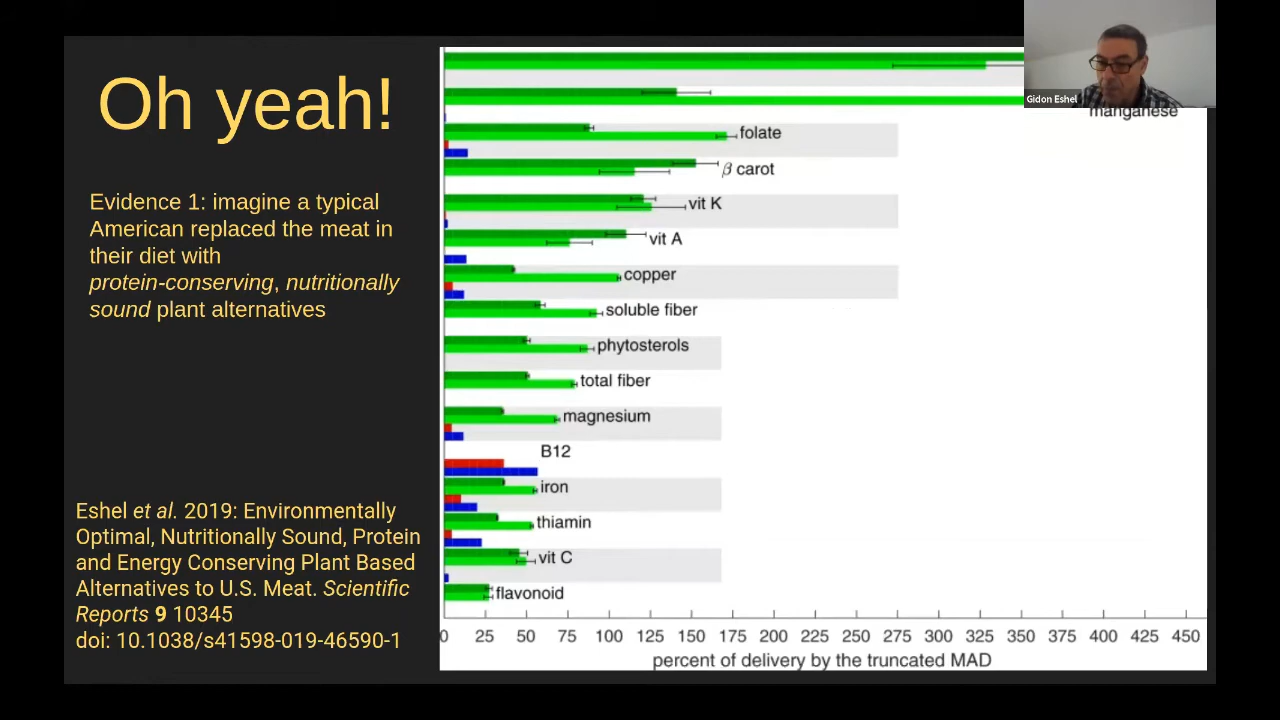 Oh yeah!
Evidence 1: imagine a typical
American replaced the meat in
their diet with
protein-conserving, nutritionally
sound plant alternatives
Eshel et al. 2019: Environmentally
Optimal, Nutritionally Sound, Protein
and Energy Conserving Plant Based
Alternatives to U.S. Meat. Scientific
Reports 9 10345
doi: 10.1038/s41598-019-46590-1
Gidon Eshel
manganese
folate
β carot
vit K
vit A
copper
soluble fiber
phytosterols
total fiber
magnesium
B12
iron
thiamin
vit C
flavonoid
0 25 50 75 100 125 150 175 200 225 250 275 300 325 350 375 400 425 450
percent of delivery by the truncated MAD